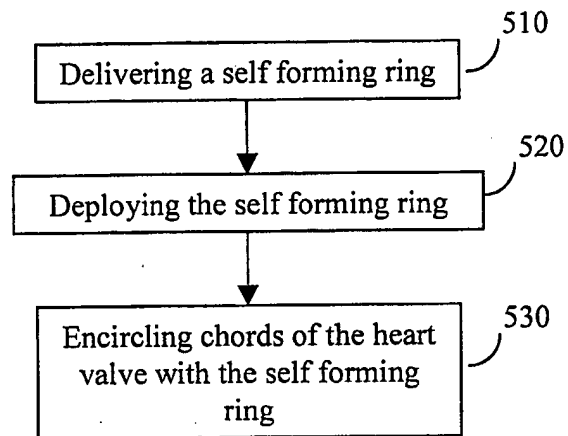 510
Delivering a self forming ring
520
Deploying the self forming ring
530
Encircling chords of the heart
valve with the self forming
ring